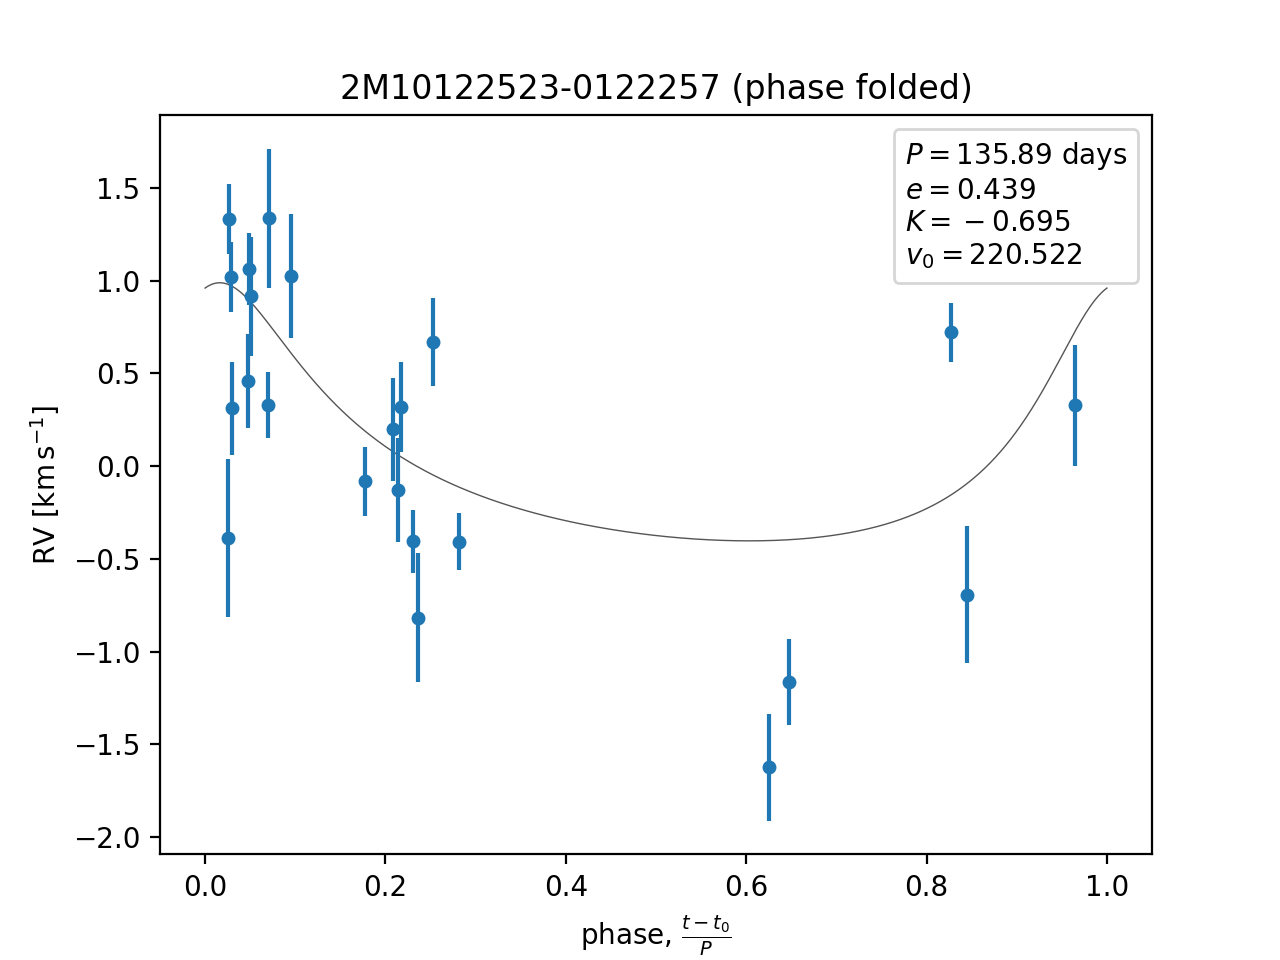 2M10122523-0122257 (phase folded)
P = 135.89 days
e = 0.439
K = −0.695
v₀ = 220.522
RV [km s⁻¹]
1.5
1.0
0.5
0.0
−0.5
−1.0
−1.5
−2.0
0.0 0.2 0.4 0.6 0.8 1.0
phase, (t − t₀)/P